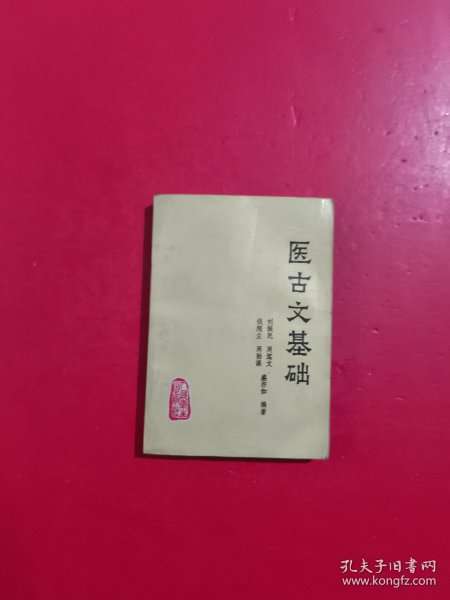 医古文基础
刘振民 周笃文
钱超尘 周贻谋 盛亦如 编著
孔夫子旧书网
www.kongfz.com